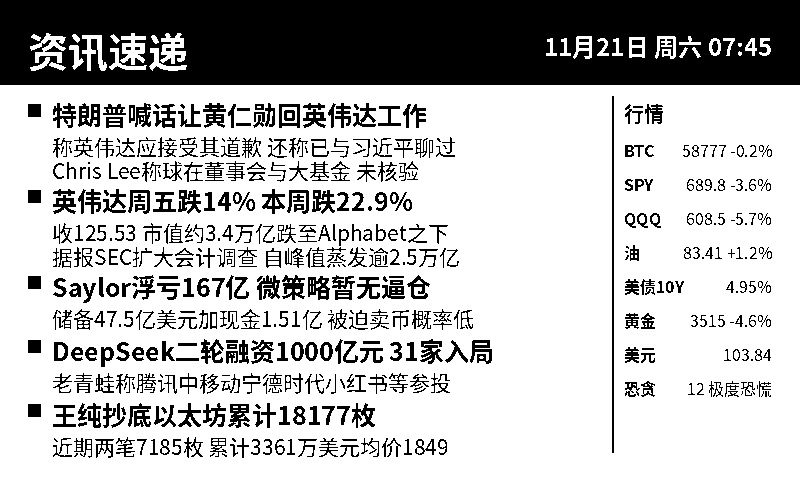 资讯速递
11月21日 周六 07:45
特朗普喊话让黄仁勋回英伟达工作
称英伟达应接受其道歉 还称已与习近平聊过
Chris Lee称球在董事会与大基金 未核验
英伟达周五跌14% 本周跌22.9%
收125.53 市值约3.4万亿跌至Alphabet之下
据报SEC扩大会计调查 自峰值蒸发逾2.5万亿
Saylor浮亏167亿 微策略暂无逼仓
储备47.5亿美元加现金1.51亿 被迫卖币概率低
DeepSeek二轮融资1000亿元 31家入局
老青蛙称腾讯中移动宁德时代小红书等参投
王纯抄底以太坊累计18177枚
近期两笔7185枚 累计3361万美元均价1849
行情
BTC 58777 -0.2%
SPY 689.8 -3.6%
QQQ 608.5 -5.7%
油 83.41 +1.2%
美债10Y 4.95%
黄金 3515 -4.6%
美元 103.84
恐贪 12 极度恐慌